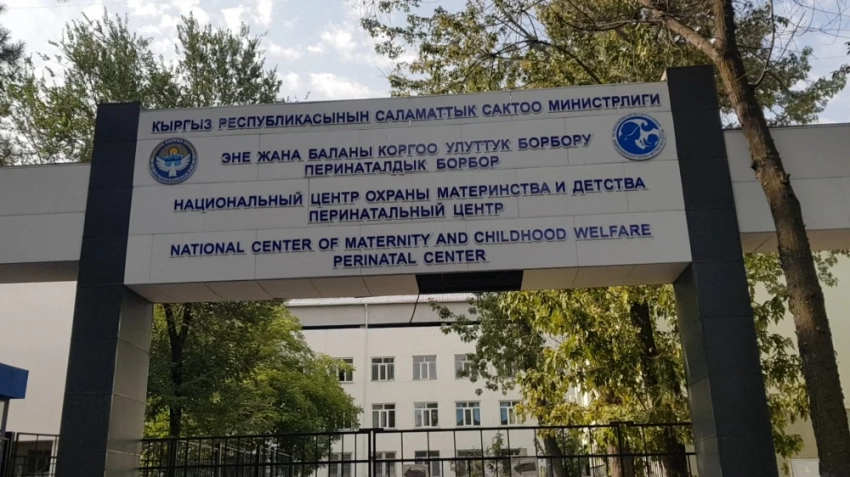 КЫРГЫЗ РЕСПУБЛИКАСЫНЫН САЛАМАТТЫК САКТОО МИНИСТРЛИГИ
ЭНЕ ЖАНА БАЛАНЫ КОРГОО УЛУТТУК БОРБОРУ
ПЕРИНАТАЛДЫК БОРБОР
НАЦИОНАЛЬНЫЙ ЦЕНТР ОХРАНЫ МАТЕРИНСТВА И ДЕТСТВА
ПЕРИНАТАЛЬНЫЙ ЦЕНТР
NATIONAL CENTER OF MATERNITY AND CHILDHOOD WELFARE
PERINATAL CENTER